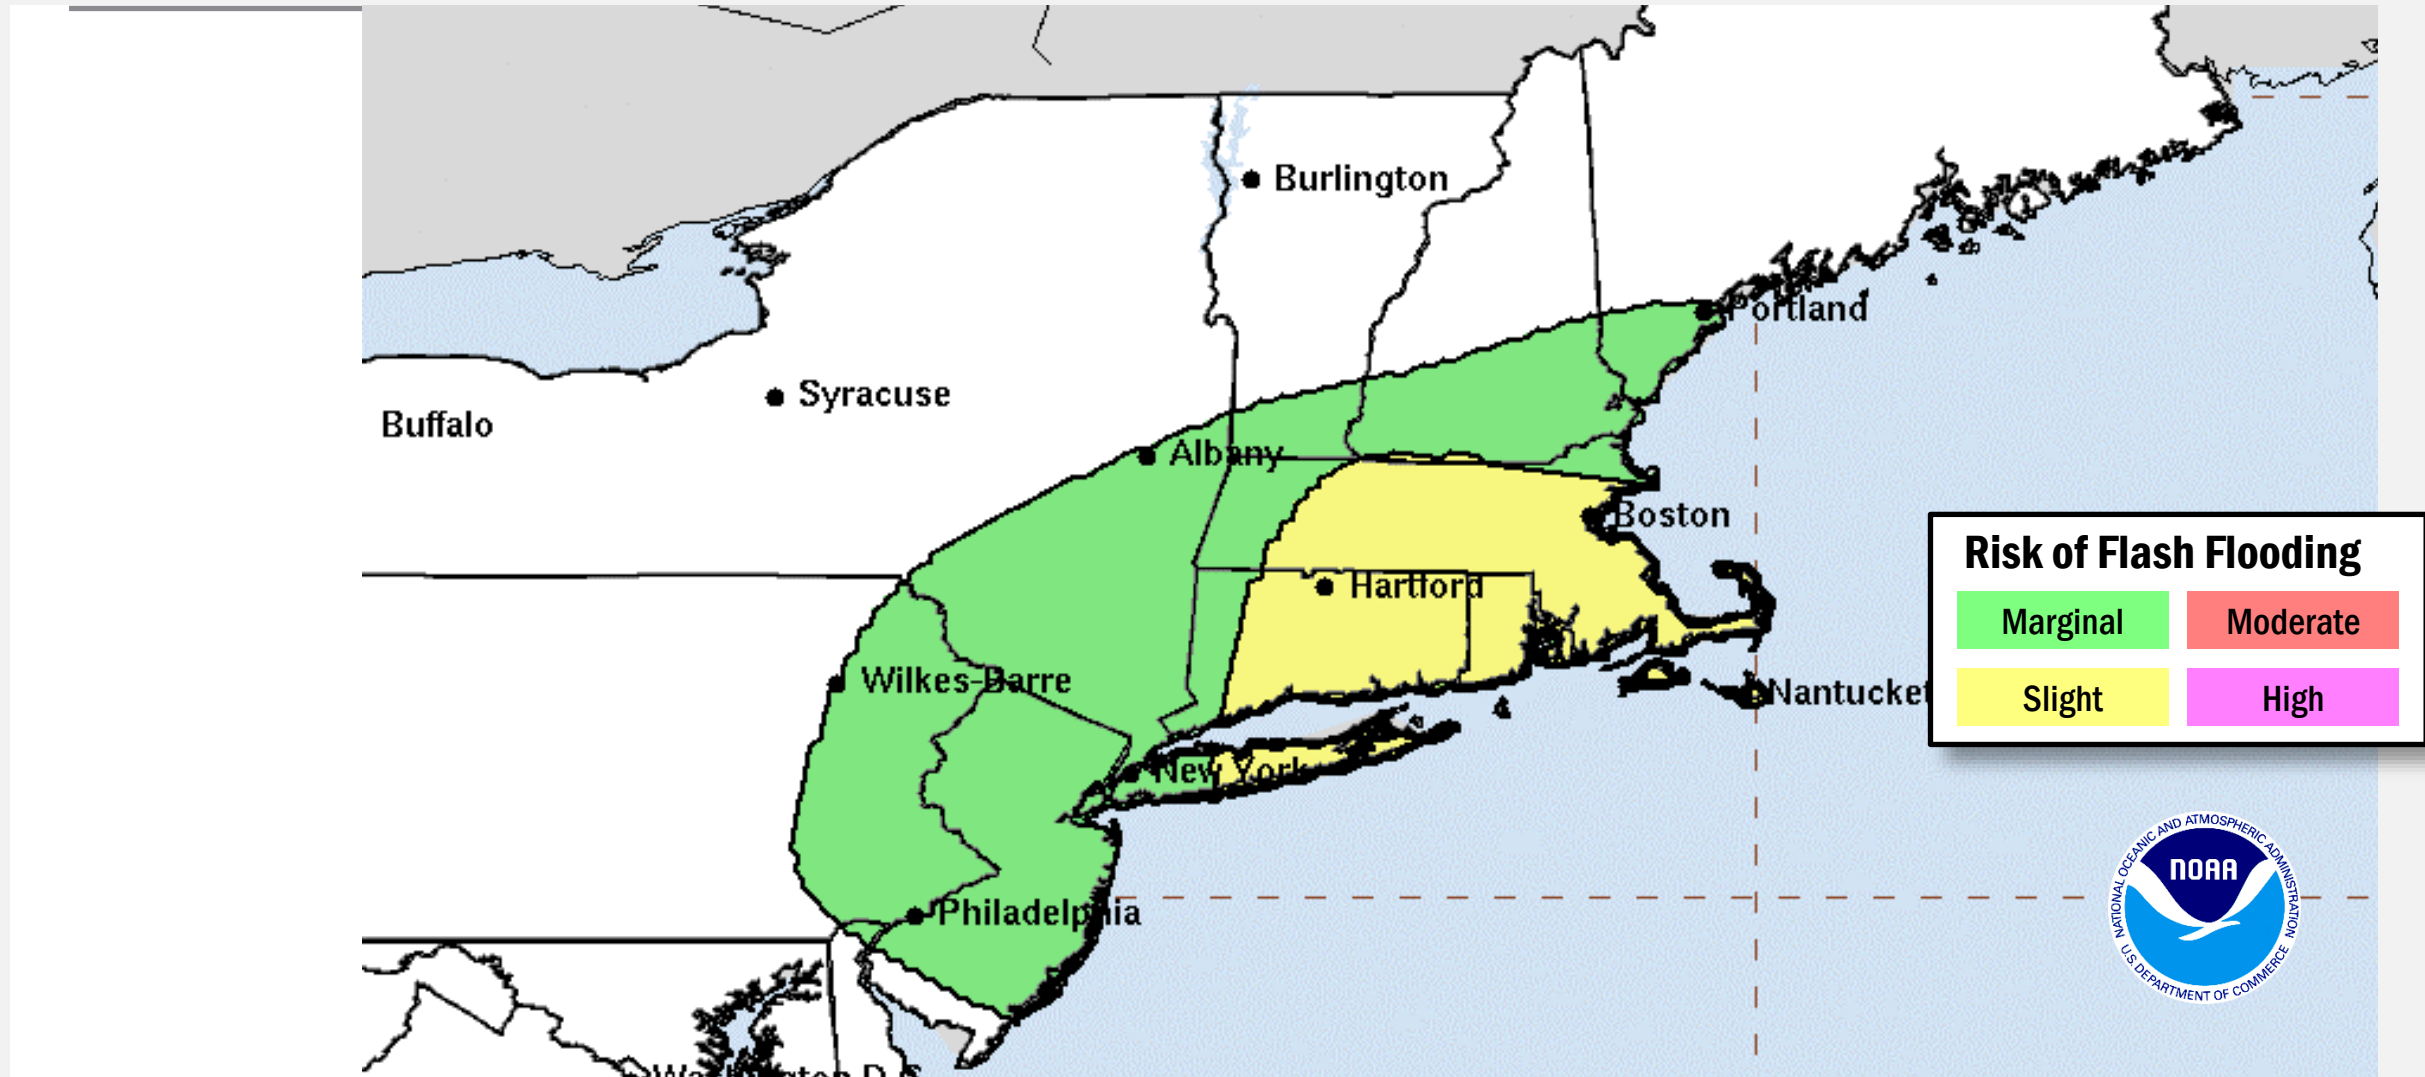 Burlington
Portland
Syracuse
Buffalo
Albany
Boston
Risk of Flash Flooding
Hartford
Marginal
Moderate
Wilkes-Barre
Nantucket
Slight
High
New York
NATIONAL OCEANIC AND ATMOSPHERIC ADMINISTRATION
NOAA
U.S. DEPARTMENT OF COMMERCE
Philadelphia
Washington D.C.